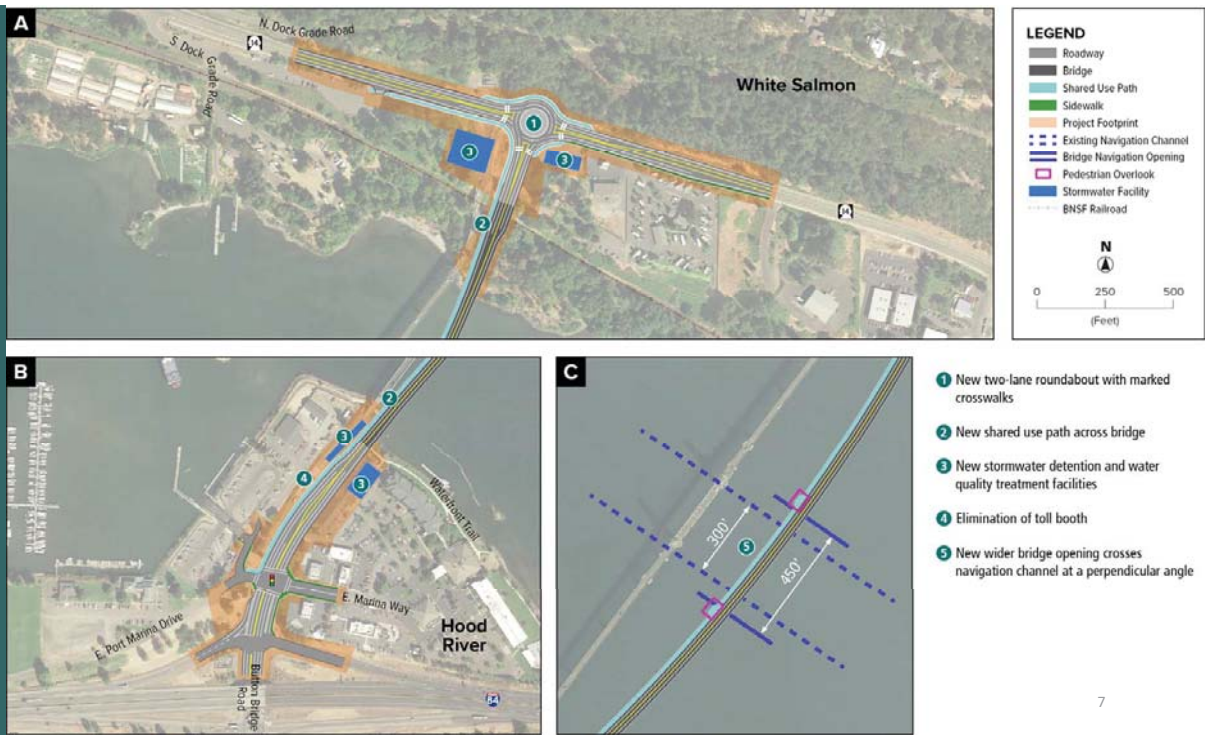 A
N. Dock Grade Road
14
S. Dock
Grade Road
White Salmon
1
3
3
2
14
LEGEND
Roadway
Bridge
Shared Use Path
Sidewalk
Project Footprint
Existing Navigation Channel
Bridge Navigation Opening
Pedestrian Overlook
Stormwater Facility
BNSF Railroad
N
0 250 500
(Feet)
B
2
3
4
3
Waterfront Trail
E. Marina Way
E. Port Marina Drive
Hood
River
Button Bridge
Road
84
C
300'
5
450'
1 New two-lane roundabout with marked
crosswalks
2 New shared use path across bridge
3 New stormwater detention and water
quality treatment facilities
4 Elimination of toll booth
5 New wider bridge opening crosses
navigation channel at a perpendicular angle
7